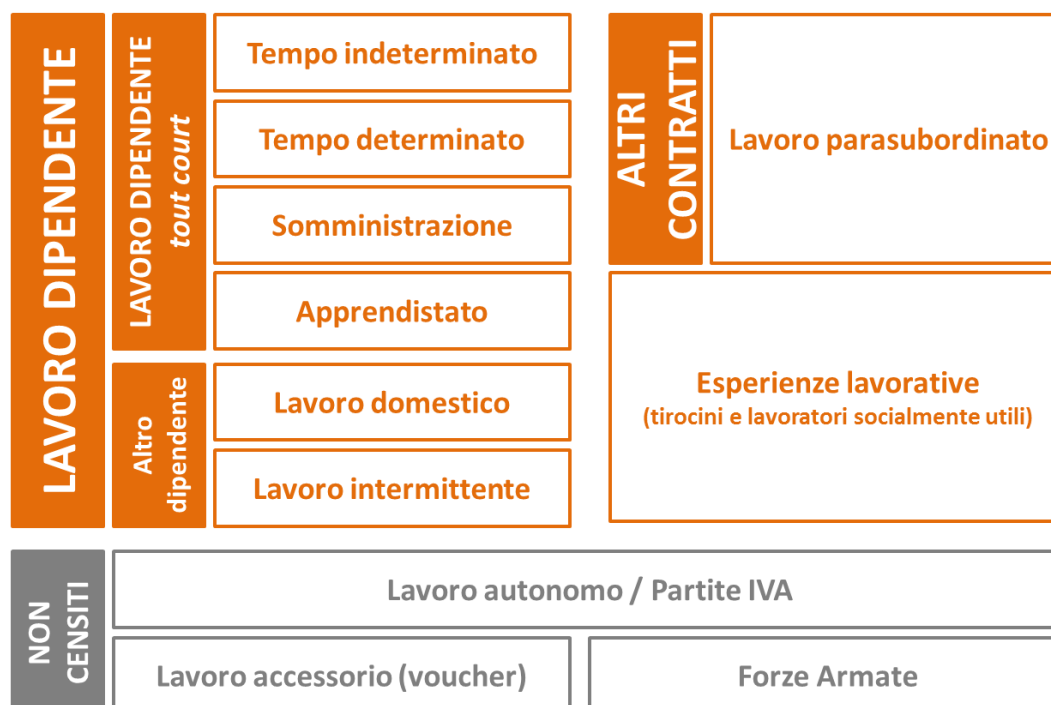 LAVORO DIPENDENTE
LAVORO DIPENDENTE
tout court
Tempo indeterminato
Tempo determinato
Somministrazione
Apprendistato
Altro
dipendente
Lavoro domestico
Lavoro intermittente
ALTRI
CONTRATTI
Lavoro parasubordinato
Esperienze lavorative
(tirocini e lavoratori socialmente utili)
NON
CENSITI
Lavoro autonomo / Partite IVA
Lavoro accessorio (voucher)
Forze Armate